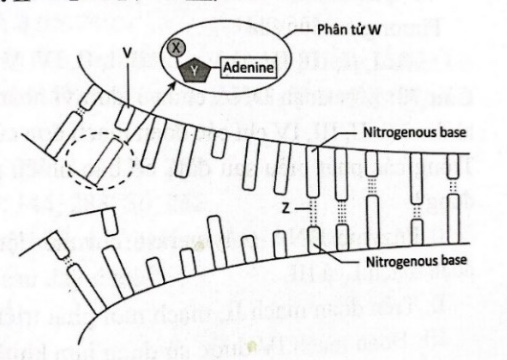 Phân tử W
X
Y
Adenine
V
Nitrogenous base
Z
Nitrogenous base